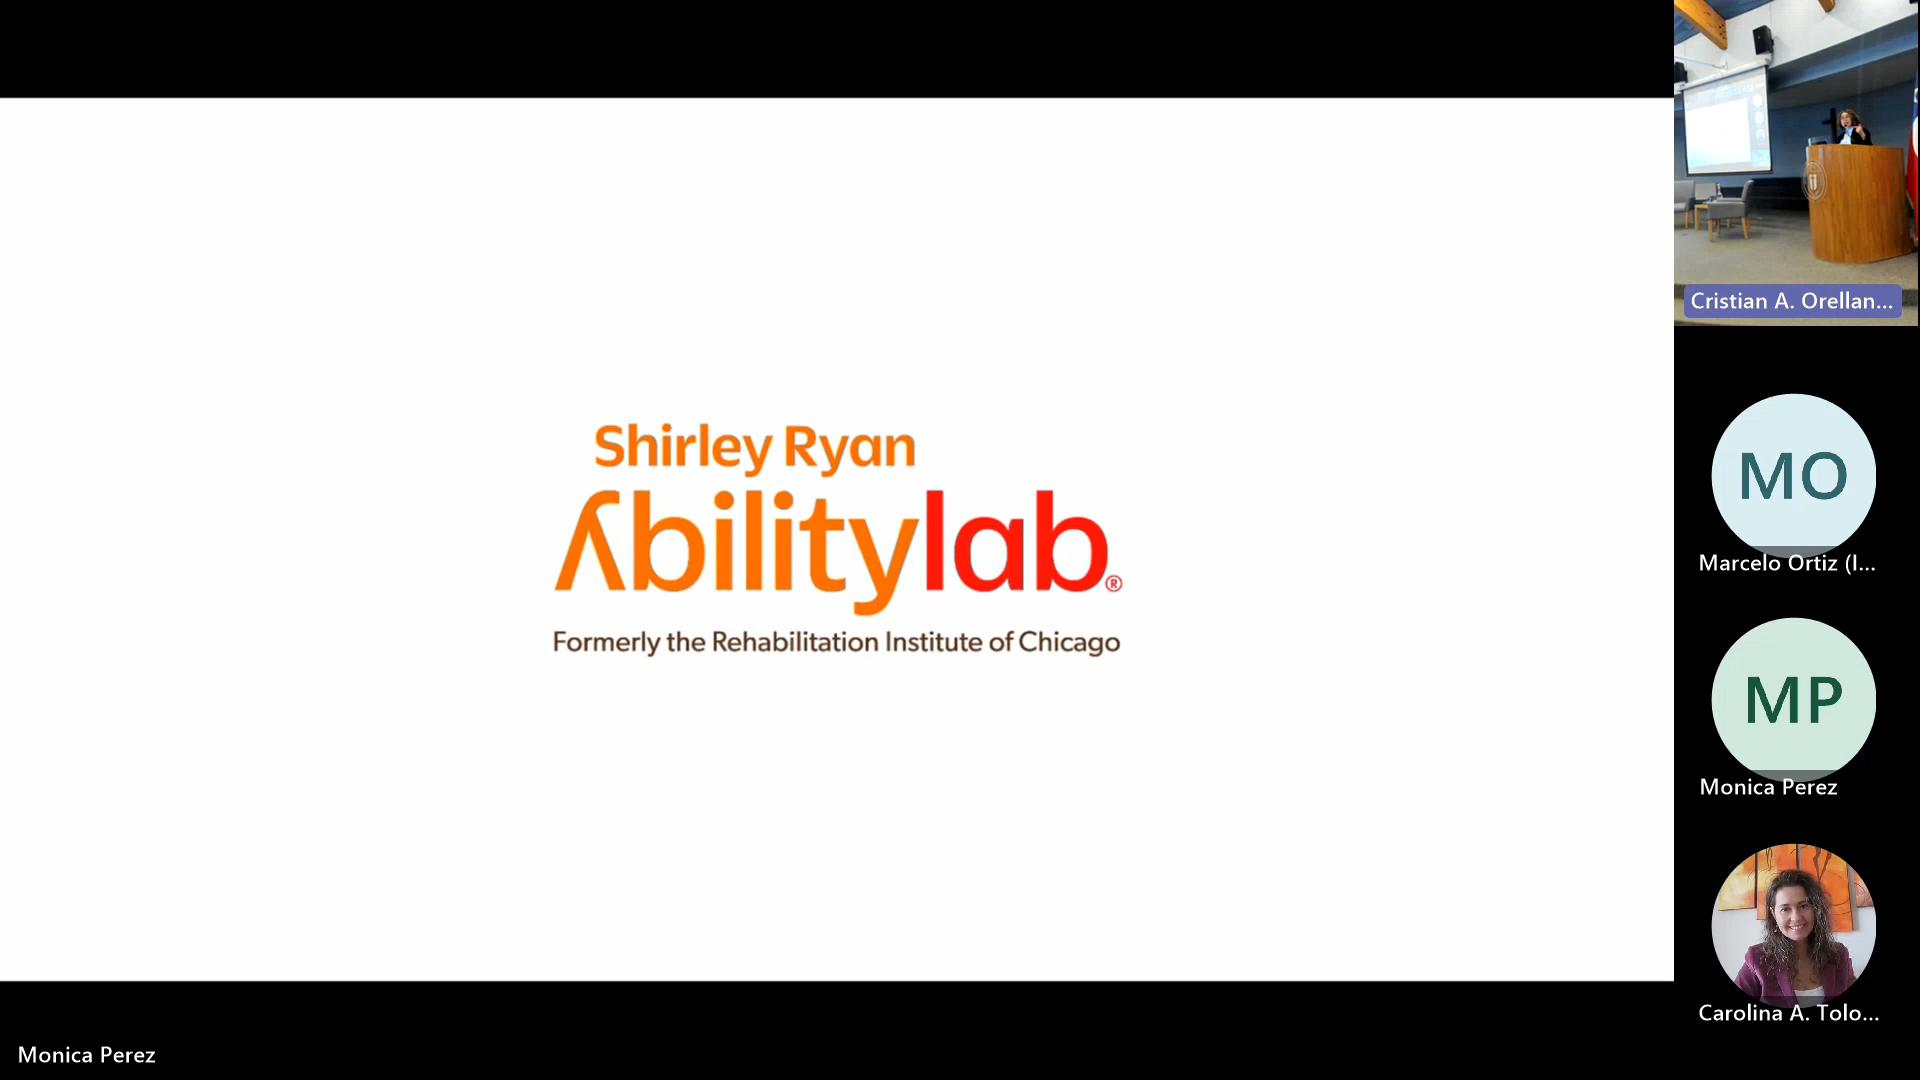 Shirley Ryan
Abilitylab®
Formerly the Rehabilitation Institute of Chicago
Cristian A. Orellan...
MO
Marcelo Ortiz (I...
MP
Monica Perez
Carolina A. Tolo...
Monica Perez